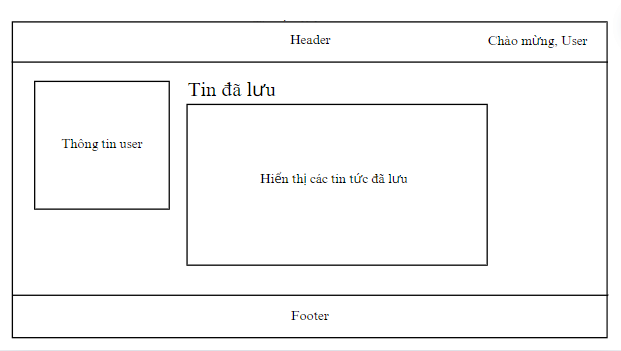 Header
Chào mừng, User
Tin đã lưu
Thông tin user
Hiển thị các tin tức đã lưu
Footer